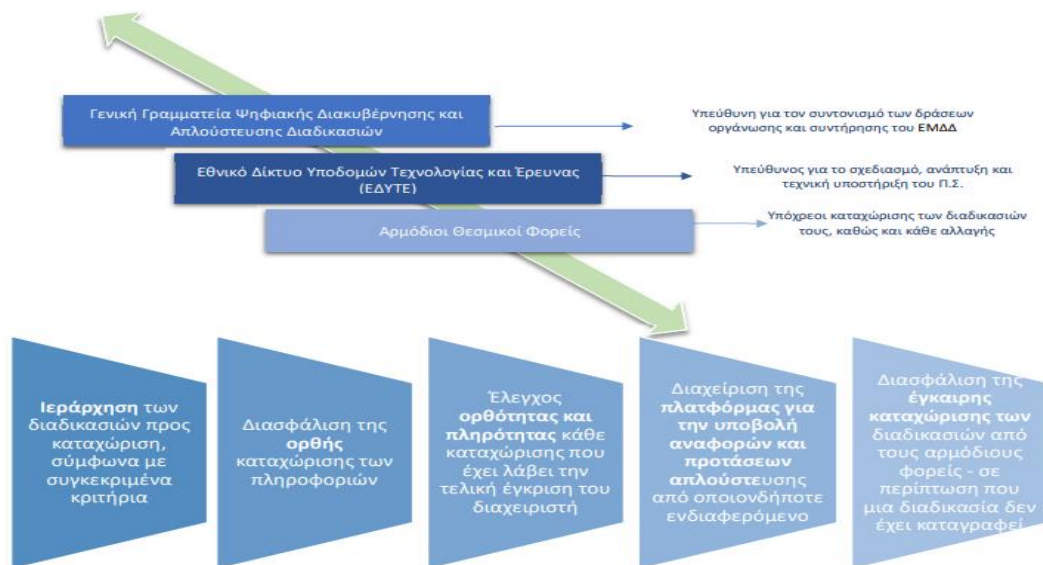 Γενική Γραμματεία Ψηφιακής Διακυβέρνησης και
Απλούστευσης Διαδικασιών
Υπεύθυνη για τον συντονισμό των δράσεων
οργάνωσης και συντήρησης του ΕΜΔΔ
Εθνικό Δίκτυο Υποδομών Τεχνολογίας και Έρευνας
(ΕΔΥΤΕ)
Υπεύθυνος για το σχεδιασμό, ανάπτυξη και
τεχνική υποστήριξη του Π.Σ.
Αρμόδιοι Θεσμικοί Φορείς
Υπόχρεοι καταχώρισης των διαδικασιών
τους, καθώς και κάθε αλλαγής
Ιεράρχηση των
διαδικασιών προς
καταχώριση,
σύμφωνα με
συγκεκριμένα
κριτήρια
Διασφάλιση της
ορθής
καταχώρισης των
πληροφοριών
Έλεγχος
ορθότητας και
πληρότητας κάθε
καταχώρισης που
έχει λάβει την
τελική έγκριση του
διαχειριστή
Διαχείριση της
πλατφόρμας για
την υποβολή
αναφορών και
προτάσεων
απλούστευσης
από οποιονδήποτε
ενδιαφερόμενο
Διασφάλιση της
έγκαιρης
καταχώρισης των
διαδικασιών από
τους αρμόδιους
φορείς - σε
περίπτωση που
μια διαδικασία δεν
έχει καταγραφεί